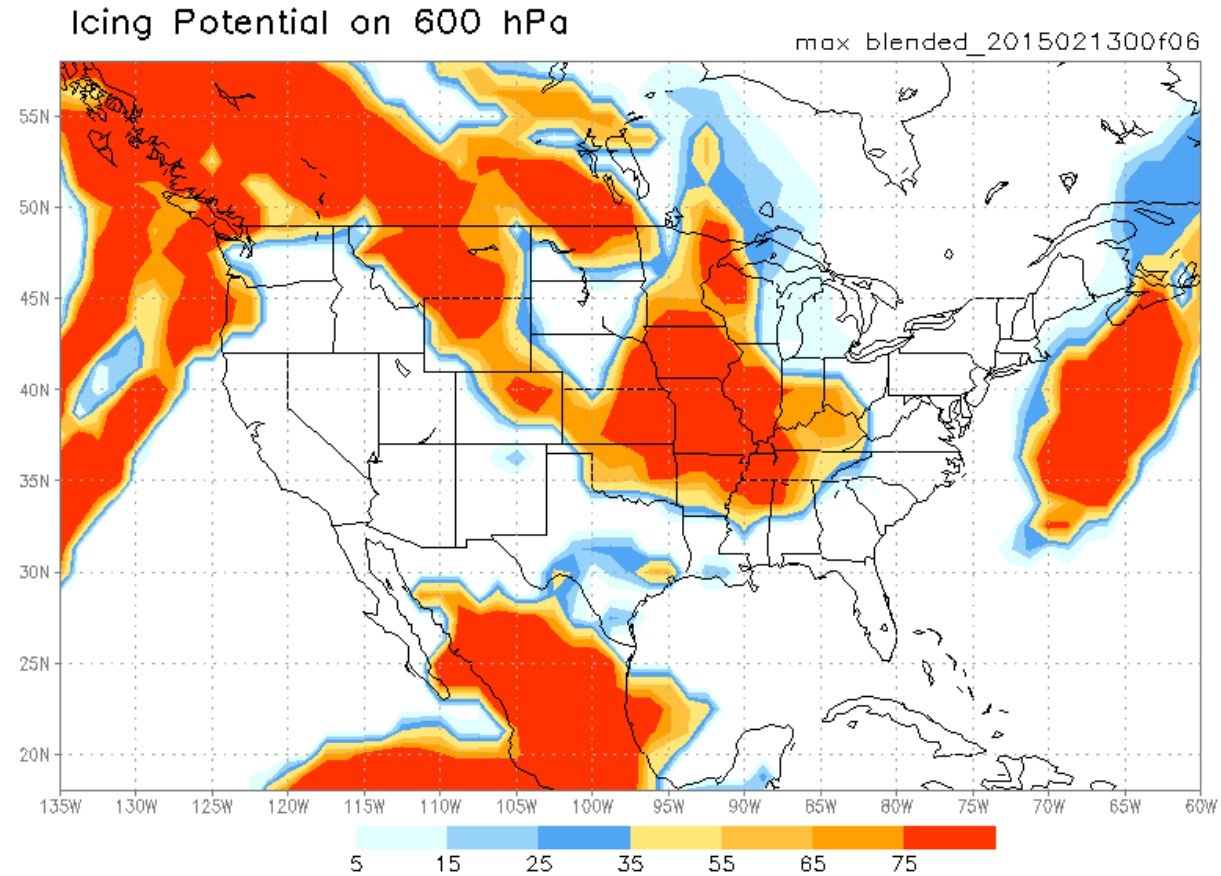 Icing Potential on 600 hPa
max blended_2015021300f06
55N
50N
45N
40N
35N
30N
25N
20N
135W 130W 125W 120W 115W 110W 105W 100W 95W 90W 85W 80W 75W 70W 65W 60W
5 15 25 35 55 65 75